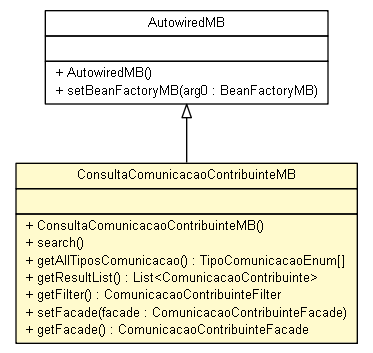 AutowiredMB
+ AutowiredMB()
+ setBeanFactoryMB(arg0 : BeanFactoryMB)
ConsultaComunicacaoContribuinteMB
+ ConsultaComunicacaoContribuinteMB()
+ search()
+ getAllTiposComunicacao() : TipoComunicacaoEnum[]
+ getResultList() : List<ComunicacaoContribuinte>
+ getFilter() : ComunicacaoContribuinteFilter
+ setFacade(facade : ComunicacaoContribuinteFacade)
+ getFacade() : ComunicacaoContribuinteFacade